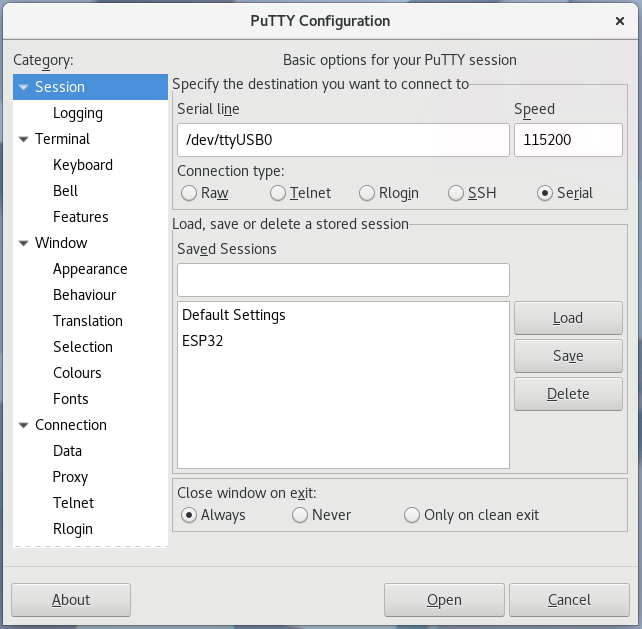 PuTTY Configuration
×
Category:
Session
Logging
Terminal
Keyboard
Bell
Features
Window
Appearance
Behaviour
Translation
Selection
Colours
Fonts
Connection
Data
Proxy
Telnet
Rlogin
Basic options for your PuTTY session
Specify the destination you want to connect to
Serial line
Speed
/dev/ttyUSB0
115200
Connection type:
Raw Telnet Rlogin SSH Serial
Load, save or delete a stored session
Saved Sessions
Default Settings
ESP32
Load
Save
Delete
Close window on exit:
Always Never Only on clean exit
About
Open
Cancel